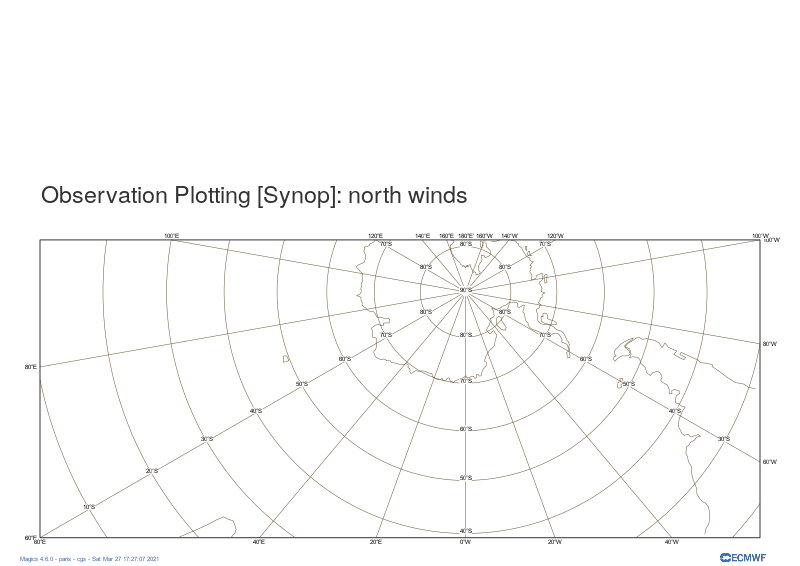 Observation Plotting [Synop]: north winds
100°E 120°E 140°E 160°E 180°E 160°W 140°W 120°W 100°W
100°W
70°S 80°S 70°S
80°S 80°S
90°S
80°S 80°S
70°S 80°S 70°S
80°W
60°S 60°S
80°E
70°S
50°S 50°S
40°S 40°S
60°S
30°S 30°S
60°W
20°S
50°S
10°S
40°S
60°E
60°E 40°E 20°E 0°W 20°W 40°W
Magics 4.6.0 - paris - cgs - Sat Mar 27 17:27:07 2021
ECMWF